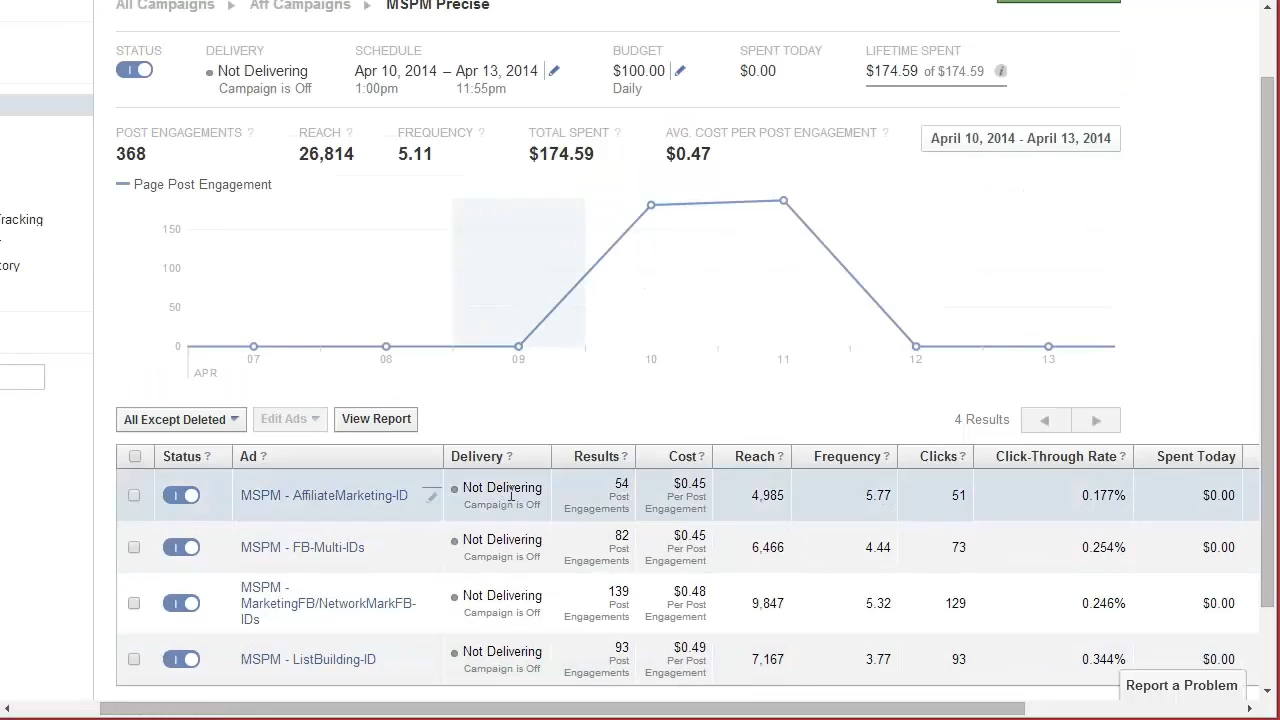 All Campaigns ▶ Aff Campaigns ▶ MSPM Precise
STATUS DELIVERY SCHEDULE BUDGET SPENT TODAY LIFETIME SPENT
Not Delivering Apr 10, 2014 – Apr 13, 2014 $100.00 $0.00 $174.59 of $174.59
Campaign is Off 1:00pm 11:55pm Daily
POST ENGAGEMENTS ? REACH ? FREQUENCY ? TOTAL SPENT ? AVG. COST PER POST ENGAGEMENT ?
368 26,814 5.11 $174.59 $0.47 April 10, 2014 - April 13, 2014
Page Post Engagement
racking
tory
150
100
50
0
07 08 09 10 11 12 13
APR
All Except Deleted Edit Ads View Report 4 Results
Status ? Ad ? Delivery ? Results ? Cost ? Reach ? Frequency ? Clicks ? Click-Through Rate ? Spent Today
MSPM - AffiliateMarketing-ID Not Delivering 54 $0.45 4,985 5.77 51 0.177% $0.00
Campaign is Off Post Engagements Per Post Engagement
MSPM - FB-Multi-IDs Not Delivering 82 $0.45 6,466 4.44 73 0.254% $0.00
Campaign is Off Post Engagements Per Post Engagement
MSPM - MarketingFB/NetworkMarkFB-IDs Not Delivering 139 $0.48 9,847 5.32 129 0.246% $0.00
Campaign is Off Post Engagements Per Post Engagement
MSPM - ListBuilding-ID Not Delivering 93 $0.49 7,167 3.77 93 0.344% $0.00
Campaign is Off Post Engagements Per Post Engagement
Report a Problem